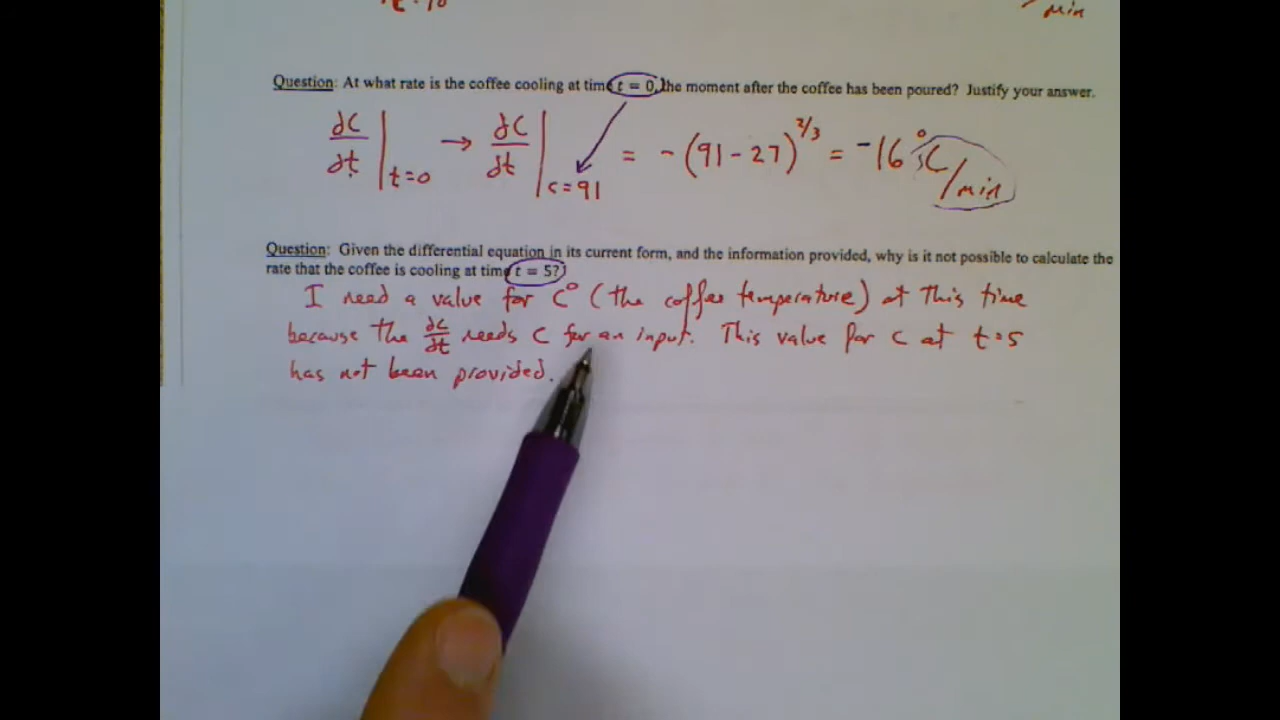 min
Question: At what rate is the coffee cooling at time t = 0, the moment after the coffee has been poured? Justify your answer.
dC/dt | t=0 → dC/dt | C=91 = -(91-27)^2/3 = -16 °C/min
Question: Given the differential equation in its current form, and the information provided, why is it not possible to calculate the
rate that the coffee is cooling at time t = 5?
I need a value for C° (the coffee temperature) at this time
because the dC/dt needs C for an input. This value for C at t=5
has not been provided.